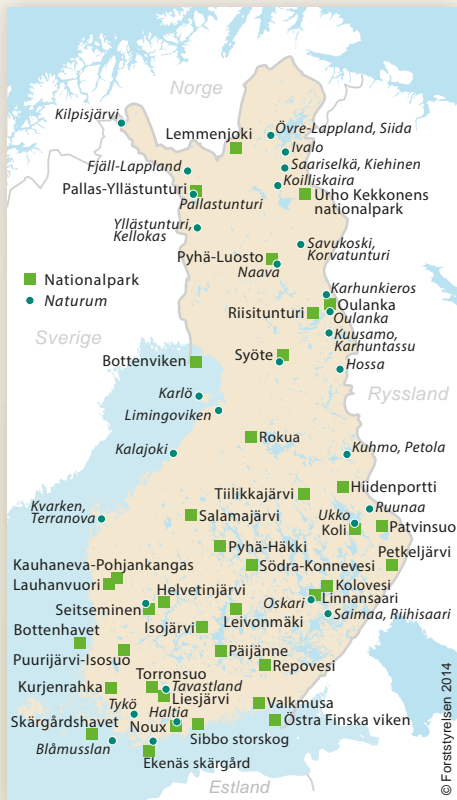 Norge
Kilpisjärvi
Lemmenjoki
Övre-Lappland, Siida
Ivalo
Fjäll-Lappland
Saariselkä, Kiehinen
Koilliskaira
Pallas-Yllästunturi
Pallastunturi
Urho Kekkonens
nationalpark
Yllästunturi,
Kellokas
Savukoski,
Korvatunturi
Pyhä-Luosto
Naava
Nationalpark
Naturum
Karhunkieros
Oulanka
Oulanka
Riisitunturi
Kuusamo,
Karhuntassu
Sverige
Syöte
Bottenviken
Hossa
Ryssland
Karlö
Limingoviken
Rokua
Kalajoki
Kuhmo, Petola
Tiilikkajärvi
Hiidenportti
Kvarken,
Terranova
Salamajärvi
Ruunaa
Ukko
Koli
Patvinsuo
Pyhä-Häkki
Petkeljärvi
Kauhaneva-Pohjankangas
Södra-Konnevesi
Lauhanvuori
Helvetinjärvi
Kolovesi
Oskari
Linnansaari
Seitseminen
Leivonmäki
Saimaa, Riihisaari
Bottenhavet
Isojärvi
Päijänne
Puurijärvi-Isosuo
Repovesi
Torronsuo
Kurjenrahka
Tavastland
Liesjärvi
Valkmusa
Tykö
Haltia
Skärgårdshavet
Noux
Östra Finska viken
Sibbo storskog
Blåmusslan
Ekenäs skärgård
Estland
© Forststyrelsen 2014